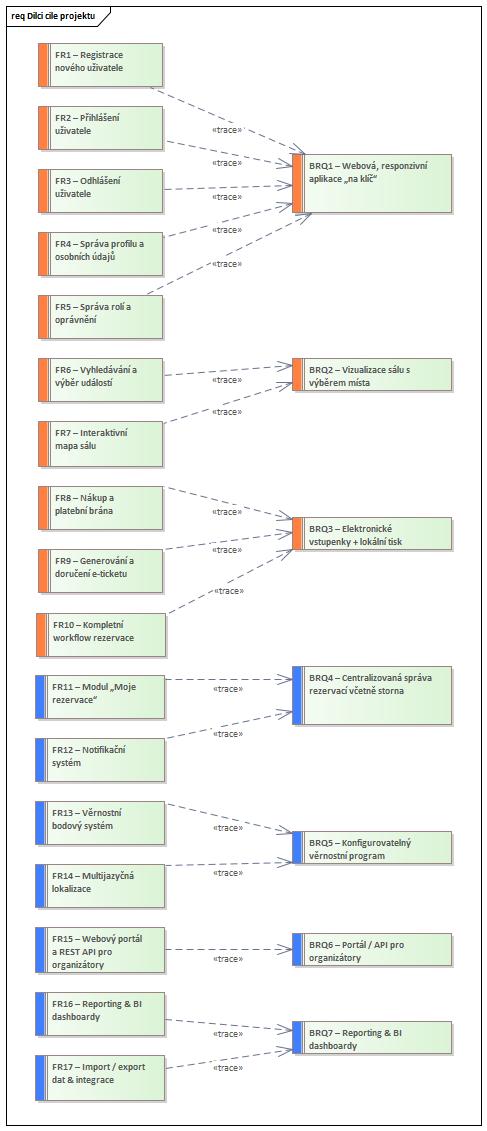 req Dílcí cíle projektu
FR1 – Registrace
nového uživatele
FR2 – Přihlášení
uživatele
«trace»
BRQ1 – Webová, responzivní
aplikace „na klíč“
«trace»
FR3 – Odhlášení
uživatele
«trace»
FR4 – Správa profilu a
osobních údajů
«trace»
«trace»
FR5 – Správa rolí a
oprávnění
FR6 – Vyhledávání a
výběr událostí
BRQ2 – Vizualizace sálu s
výběrem místa
«trace»
«trace»
FR7 – Interaktivní
mapa sálu
FR8 – Nákup a
platební brána
«trace»
BRQ3 – Elektronické
vstupenky + lokální tisk
«trace»
FR9 – Generování a
doručení e-ticketu
«trace»
FR10 – Kompletní
workflow rezervace
FR11 – Modul „Moje
rezervace“
BRQ4 – Centralizovaná správa
rezervací včetně storna
«trace»
«trace»
FR12 – Notifikační
systém
FR13 – Věrnostní
bodový systém
«trace»
BRQ5 – Konfigurovatelný
věrnostní program
«trace»
FR14 – Multijazyčná
lokalizace
FR15 – Webový portál
a REST API pro
organizátory
BRQ6 – Portál / API pro
organizátory
«trace»
FR16 – Reporting & BI
dashboardy
«trace»
BRQ7 – Reporting & BI
dashboardy
FR17 – Import / export
dat & integrace
«trace»